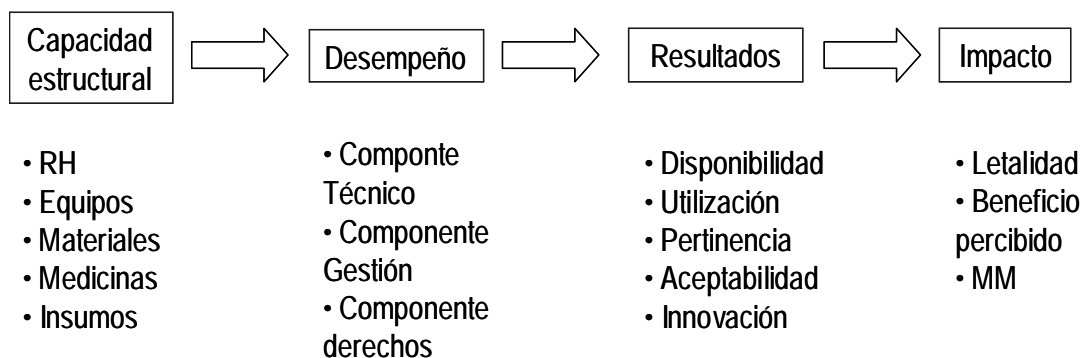 Capacidad
estructural
Desempeño
Resultados
Impacto
• RH
• Equipos
• Materiales
• Medicinas
• Insumos
• Componte
Técnico
• Componente
Gestión
• Componente
derechos
• Disponibilidad
• Utilización
• Pertinencia
• Aceptabilidad
• Innovación
• Letalidad
• Beneficio
percibido
• MM